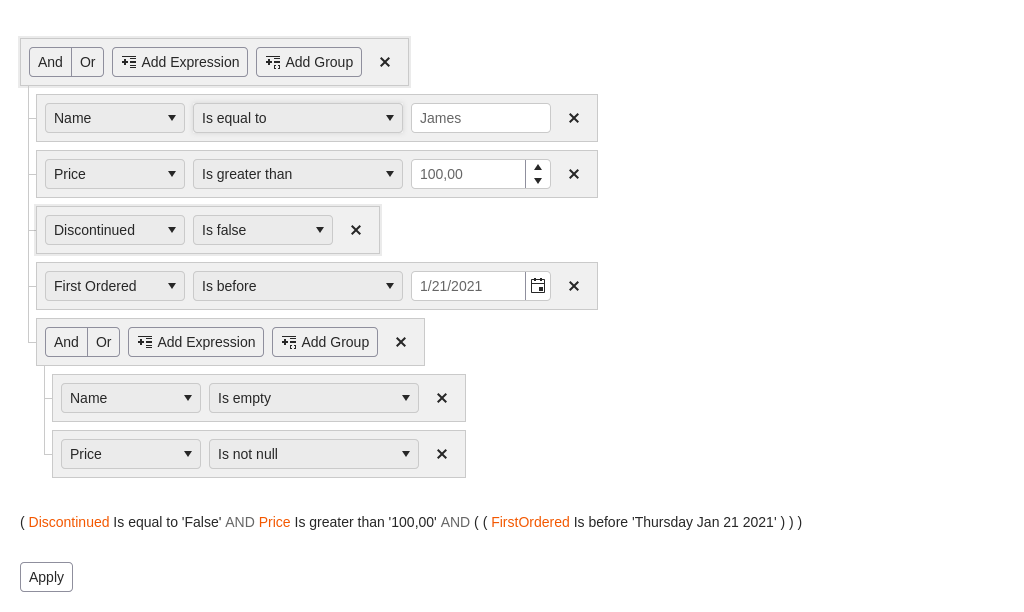 And Or Add Expression Add Group
Name Is equal to James
Price Is greater than 100,00
Discontinued Is false
First Ordered Is before 1/21/2021
And Or Add Expression Add Group
Name Is empty
Price Is not null
( Discontinued Is equal to 'False' AND Price Is greater than '100,00' AND ( ( FirstOrdered Is before 'Thursday Jan 21 2021' ) ) )
Apply